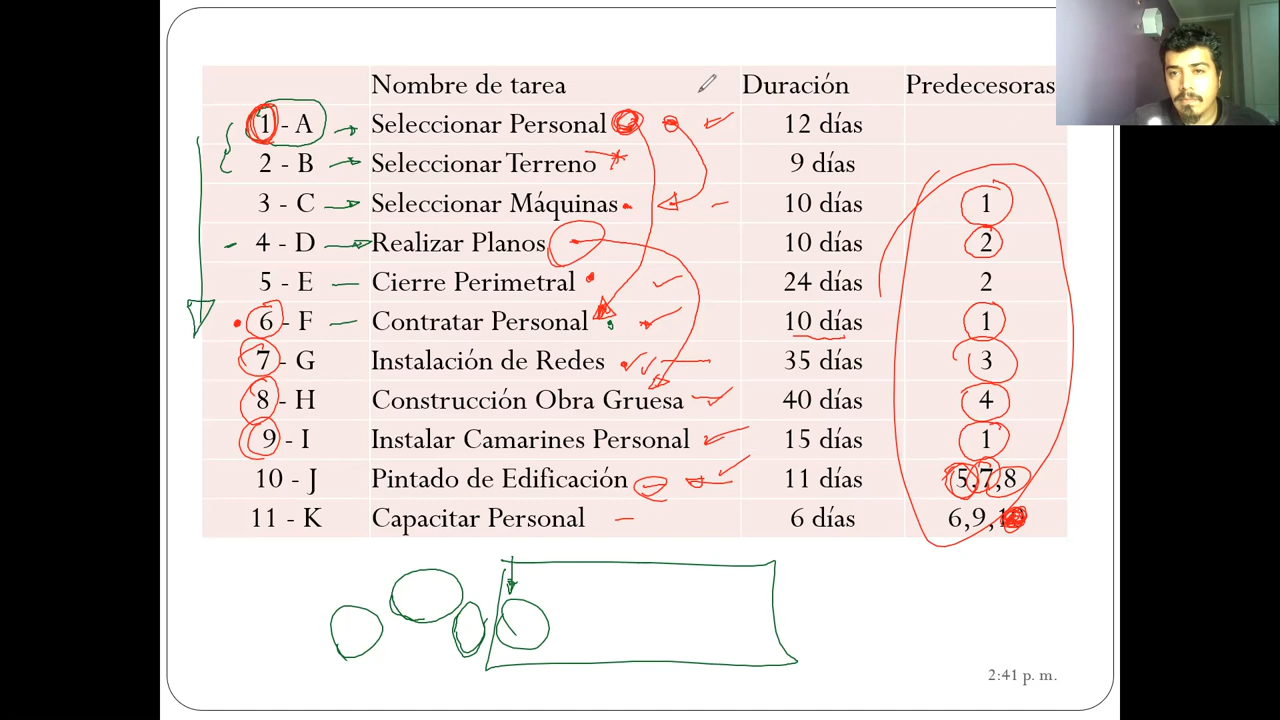 Nombre de tarea Duración Predecesoras
1 - A Seleccionar Personal 12 días
2 - B Seleccionar Terreno 9 días
3 - C Seleccionar Máquinas 10 días 1
4 - D Realizar Planos 10 días 2
5 - E Cierre Perimetral 24 días 2
6 - F Contratar Personal 10 días 1
7 - G Instalación de Redes 35 días 3
8 - H Construcción Obra Gruesa 40 días 4
9 - I Instalar Camarines Personal 15 días 1
10 - J Pintado de Edificación 11 días 5,7,8
11 - K Capacitar Personal 6 días 6,9,
2:41 p. m.